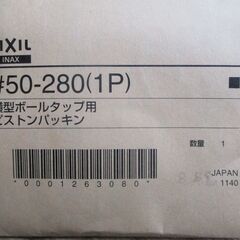 IXIL
INAX
#50-280(1P)
型ボールタップ用
ピストンパッキン
数量 1
*0001263080*
JAPAN
1140